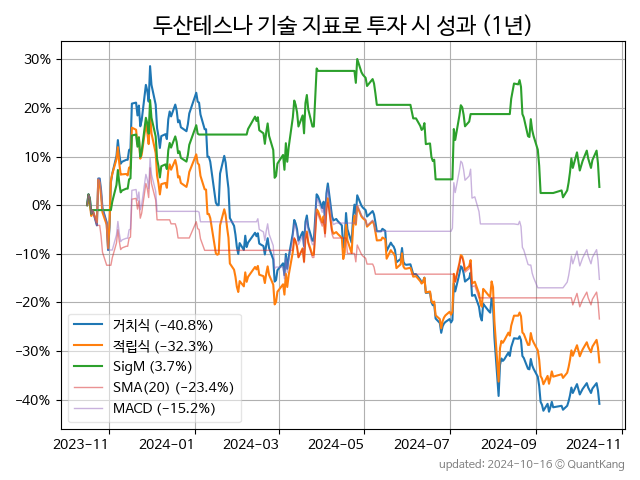 두산테스나 기술 지표로 투자 시 성과 (1년)
30%
20%
10%
0%
−10%
−20%
−30%
−40%
거치식 (−40.8%)
적립식 (−32.3%)
SigM (3.7%)
SMA(20) (−23.4%)
MACD (−15.2%)
2023−11
2024−01
2024−03
2024−05
2024−07
2024−09
2024−11
updated: 2024-10-16 © QuantKang